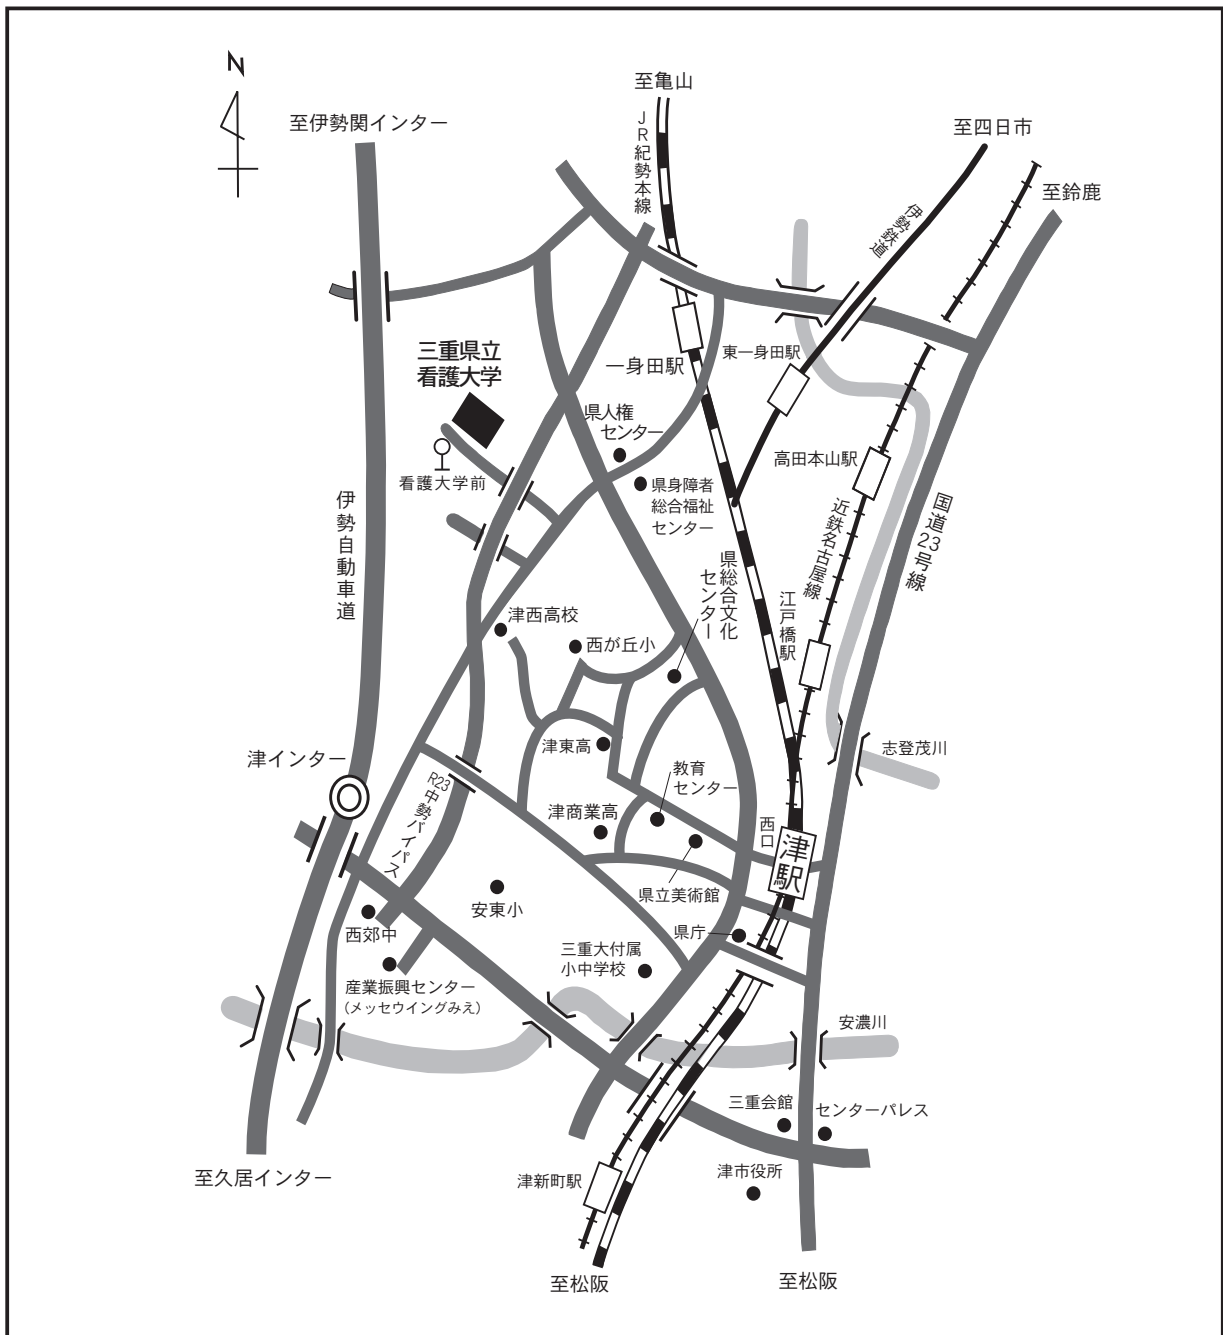 N
至亀山
至伊勢関インター
至四日市
JR紀勢本線
至鈴鹿
伊勢鉄道
三重県立
看護大学
一身田駅
東一身田駅
県人権
センター
高田本山駅
看護大学前
県身障者
総合福祉
センター
伊勢自動車道
近鉄名古屋線
国道23号線
県総合文化
センター
江戸橋駅
津西高校
西が丘小
津東高
志登茂川
津インター
教育
センター
R23
中勢バイパス
津商業高
西口
津駅
県立美術館
安東小
西郊中
県庁
三重大付属
小中学校
産業振興センター
(メッセウイングみえ)
安濃川
三重会館
センターパレス
津新町駅
津市役所
至久居インター
至松阪
至松阪